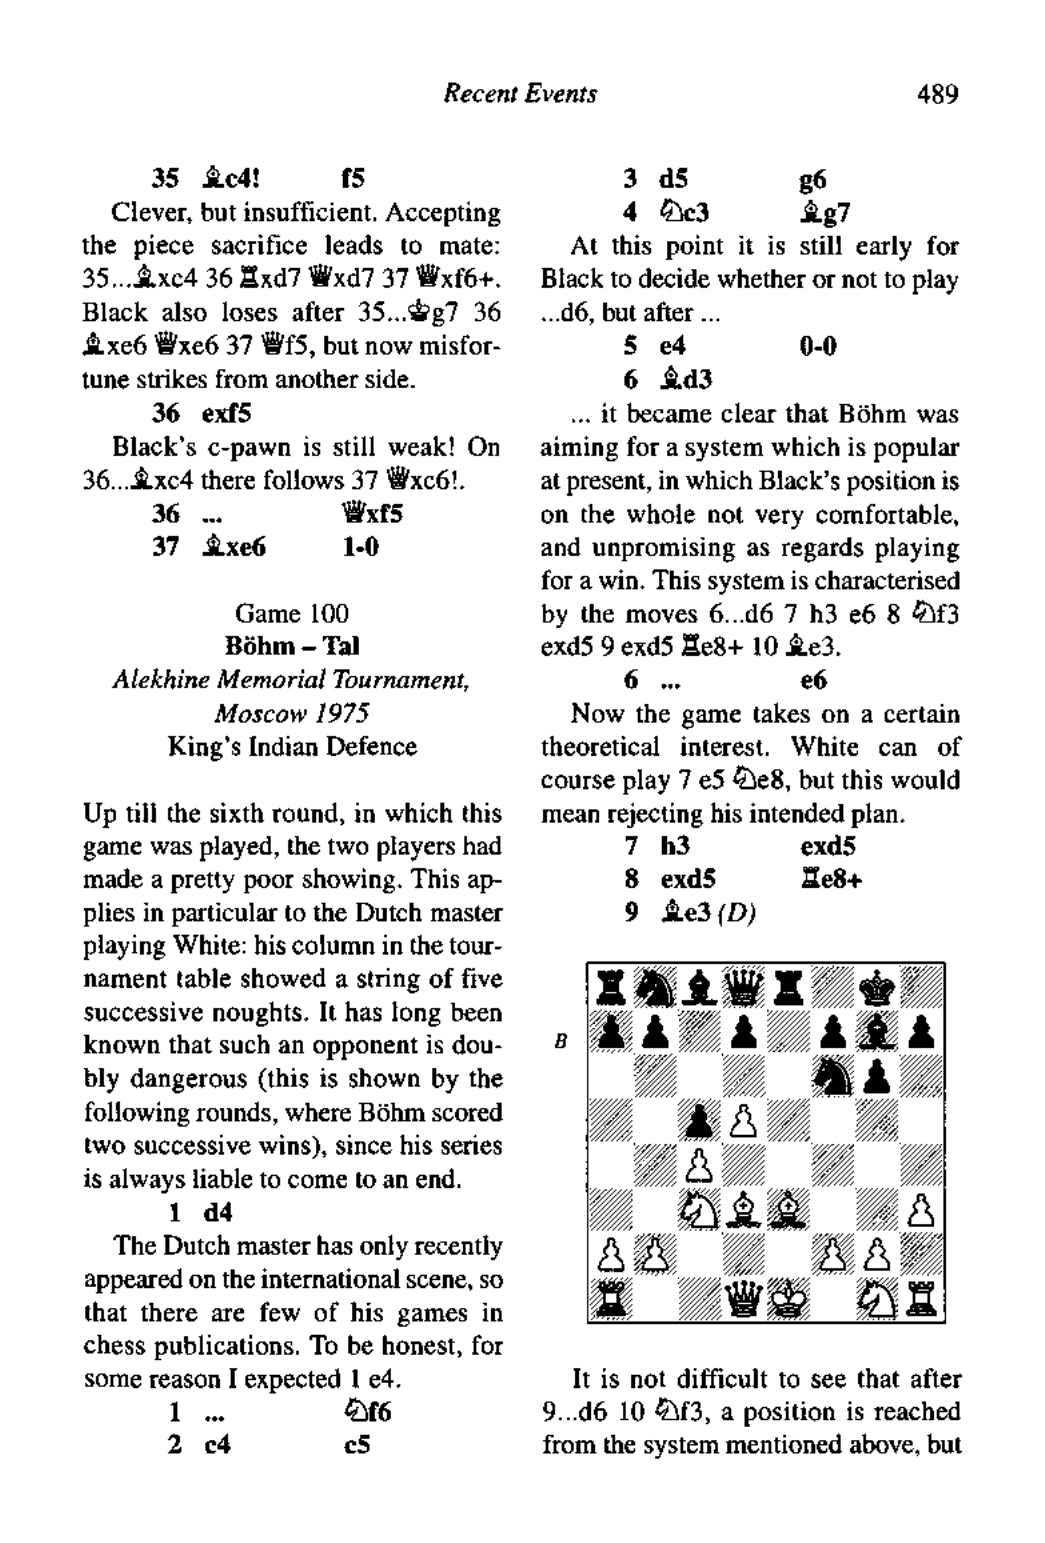 Recent Events
489
35 ♗c4! f5
Clever, but insufficient. Accepting
the piece sacrifice leads to mate:
35...♗xc4 36 ♖xd7 ♕xd7 37 ♕xf6+.
Black also loses after 35...♔g7 36
♗xe6 ♕xe6 37 ♕f5, but now misfor-
tune strikes from another side.
36 exf5
Black's c-pawn is still weak! On
36...♗xc4 there follows 37 ♕xc6!.
36 ... ♕xf5
37 ♗xe6 1-0
Game 100
Böhm – Tal
Alekhine Memorial Tournament,
Moscow 1975
King's Indian Defence
Up till the sixth round, in which this
game was played, the two players had
made a pretty poor showing. This ap-
plies in particular to the Dutch master
playing White: his column in the tour-
nament table showed a string of five
successive noughts. It has long been
known that such an opponent is dou-
bly dangerous (this is shown by the
following rounds, where Böhm scored
two successive wins), since his series
is always liable to come to an end.
1 d4
The Dutch master has only recently
appeared on the international scene, so
that there are few of his games in
chess publications. To be honest, for
some reason I expected 1 e4.
1 ... ♘f6
2 c4 c5
3 d5 g6
4 ♘c3 ♗g7
At this point it is still early for
Black to decide whether or not to play
...d6, but after ...
5 e4 0-0
6 ♗d3
... it became clear that Böhm was
aiming for a system which is popular
at present, in which Black's position is
on the whole not very comfortable,
and unpromising as regards playing
for a win. This system is characterised
by the moves 6...d6 7 h3 e6 8 ♘f3
exd5 9 exd5 ♖e8+ 10 ♗e3.
6 ... e6
Now the game takes on a certain
theoretical interest. White can of
course play 7 e5 ♘e8, but this would
mean rejecting his intended plan.
7 h3 exd5
8 exd5 ♖e8+
9 ♗e3 (D)
B
It is not difficult to see that after
9...d6 10 ♘f3, a position is reached
from the system mentioned above, but